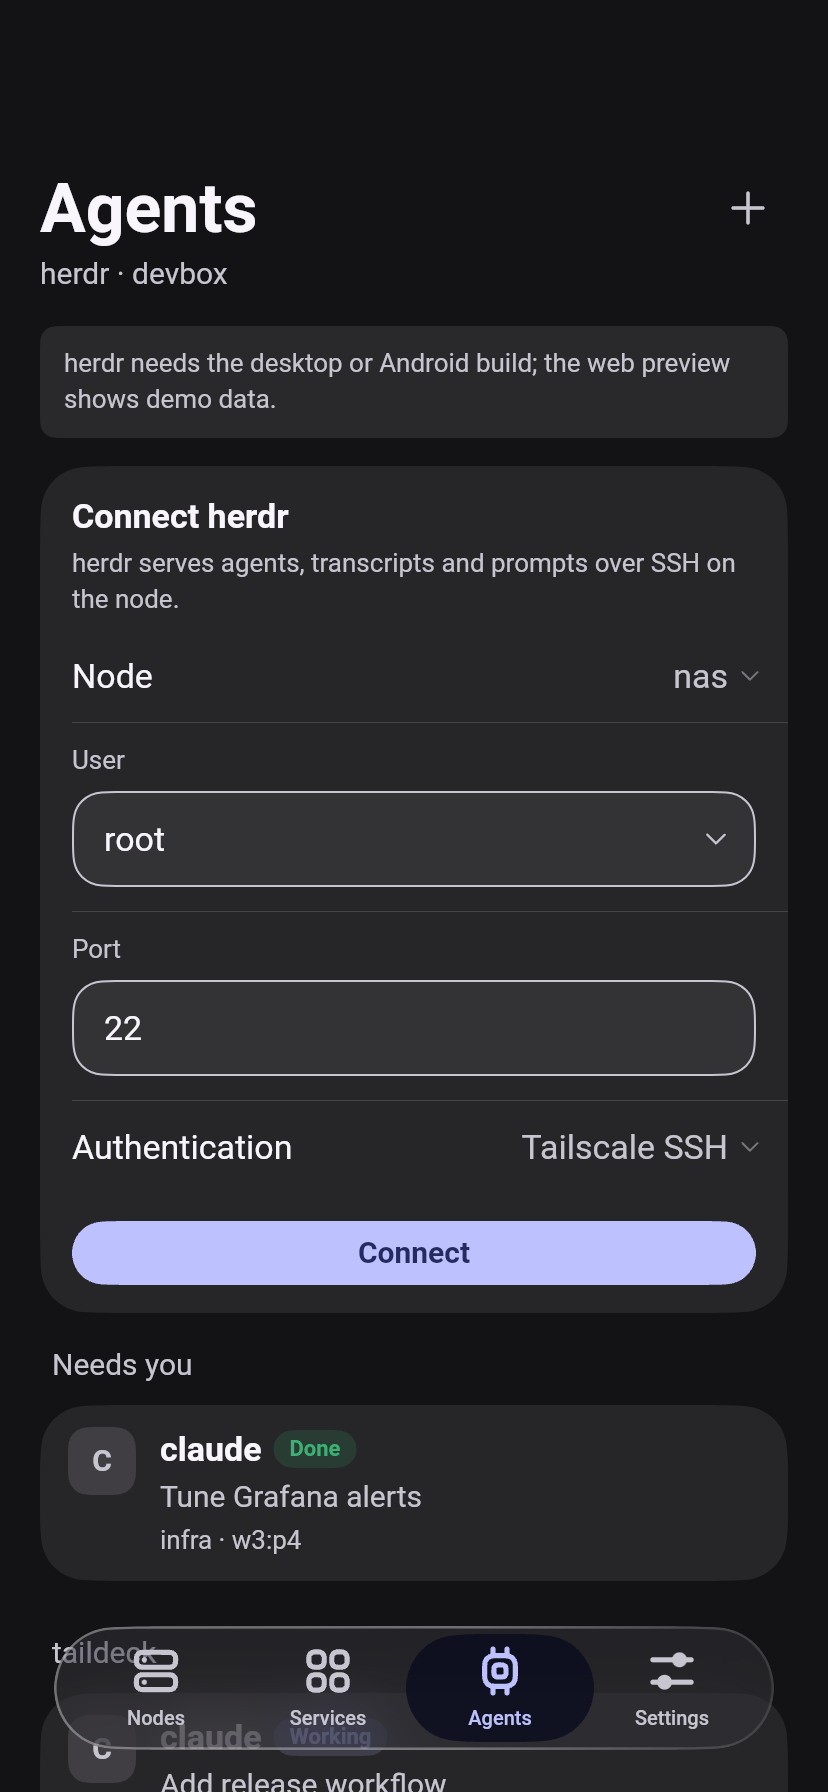 Agents
herdr · devbox
herdr needs the desktop or Android build; the web preview
shows demo data.
Connect herdr
herdr serves agents, transcripts and prompts over SSH on
the node.
Node
nas
User
root
Port
22
Authentication
Tailscale SSH
Connect
Needs you
C
claude
Done
Tune Grafana alerts
infra · w3:p4
taildeck
C
claude
Working
Add release workflow
Nodes
Services
Agents
Settings